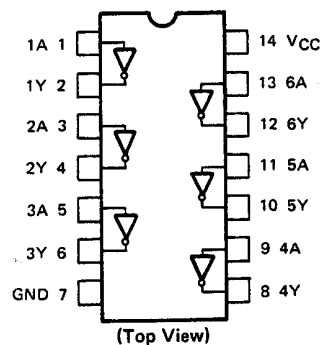 1A 1
1Y 2
2A 3
2Y 4
3A 5
3Y 6
GND 7
14 VCC
13 6A
12 6Y
11 5A
10 5Y
9 4A
8 4Y
(Top View)